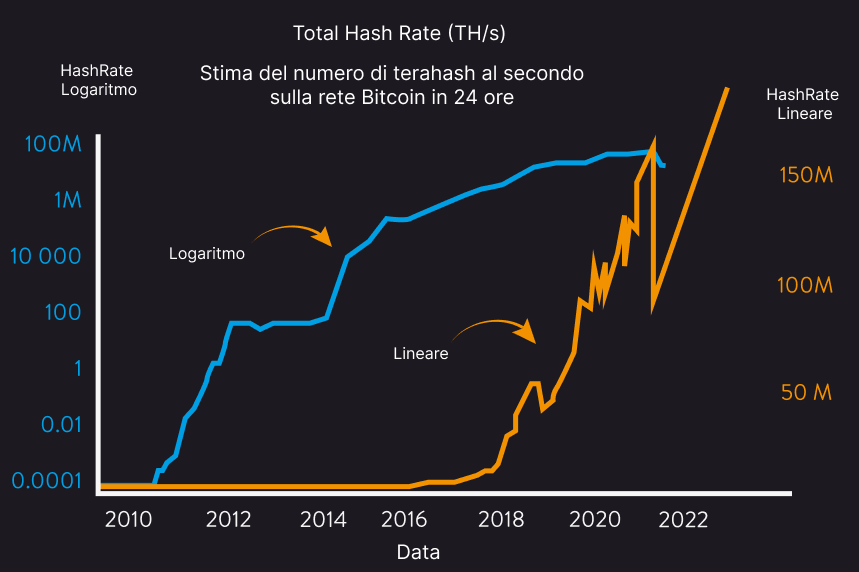 Total Hash Rate (TH/s)
HashRate
Logaritmo
Stima del numero di terahash al secondo
sulla rete Bitcoin in 24 ore
HashRate
Lineare
100M
1M
10 000
100
1
0.01
0.0001
150M
100M
50 M
Logaritmo
Lineare
2010 2012 2014 2016 2018 2020 2022
Data